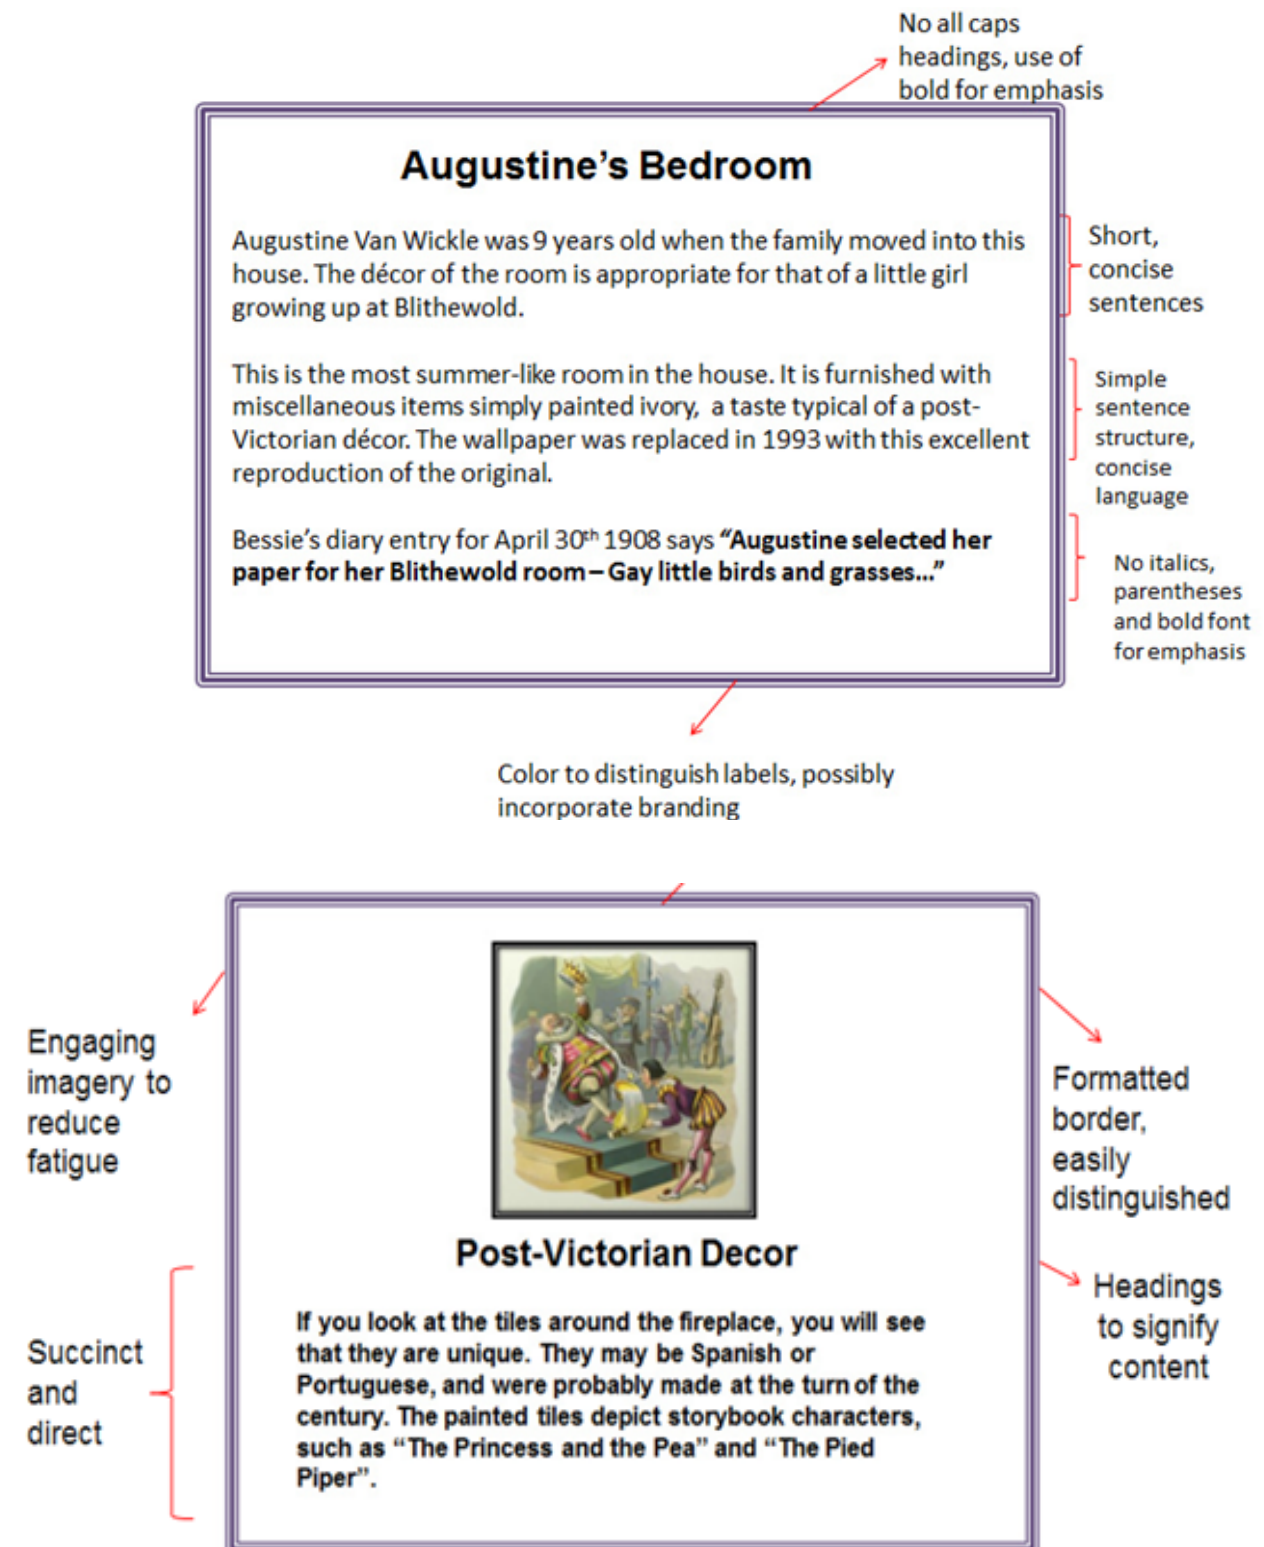 No all caps
headings, use of
bold for emphasis
Augustine’s Bedroom
Augustine Van Wickle was 9 years old when the family moved into this
house. The décor of the room is appropriate for that of a little girl
growing up at Blithewold.
Short,
concise
sentences
This is the most summer-like room in the house. It is furnished with
miscellaneous items simply painted ivory,  a taste typical of a post-
Victorian décor. The wallpaper was replaced in 1993 with this excellent
reproduction of the original.
Simple
sentence
structure,
concise
language
Bessie’s diary entry for April 30th 1908 says “Augustine selected her
paper for her Blithewold room – Gay little birds and grasses...”
No italics,
parentheses
and bold font
for emphasis
Color to distinguish labels, possibly
incorporate branding
Engaging
imagery to
reduce
fatigue
Formatted
border,
easily
distinguished
Post-Victorian Decor
Headings
to signify
content
If you look at the tiles around the fireplace, you will see
that they are unique. They may be Spanish or
Portuguese, and were probably made at the turn of the
century. The painted tiles depict storybook characters,
such as “The Princess and the Pea” and “The Pied
Piper”.
Succinct
and
direct